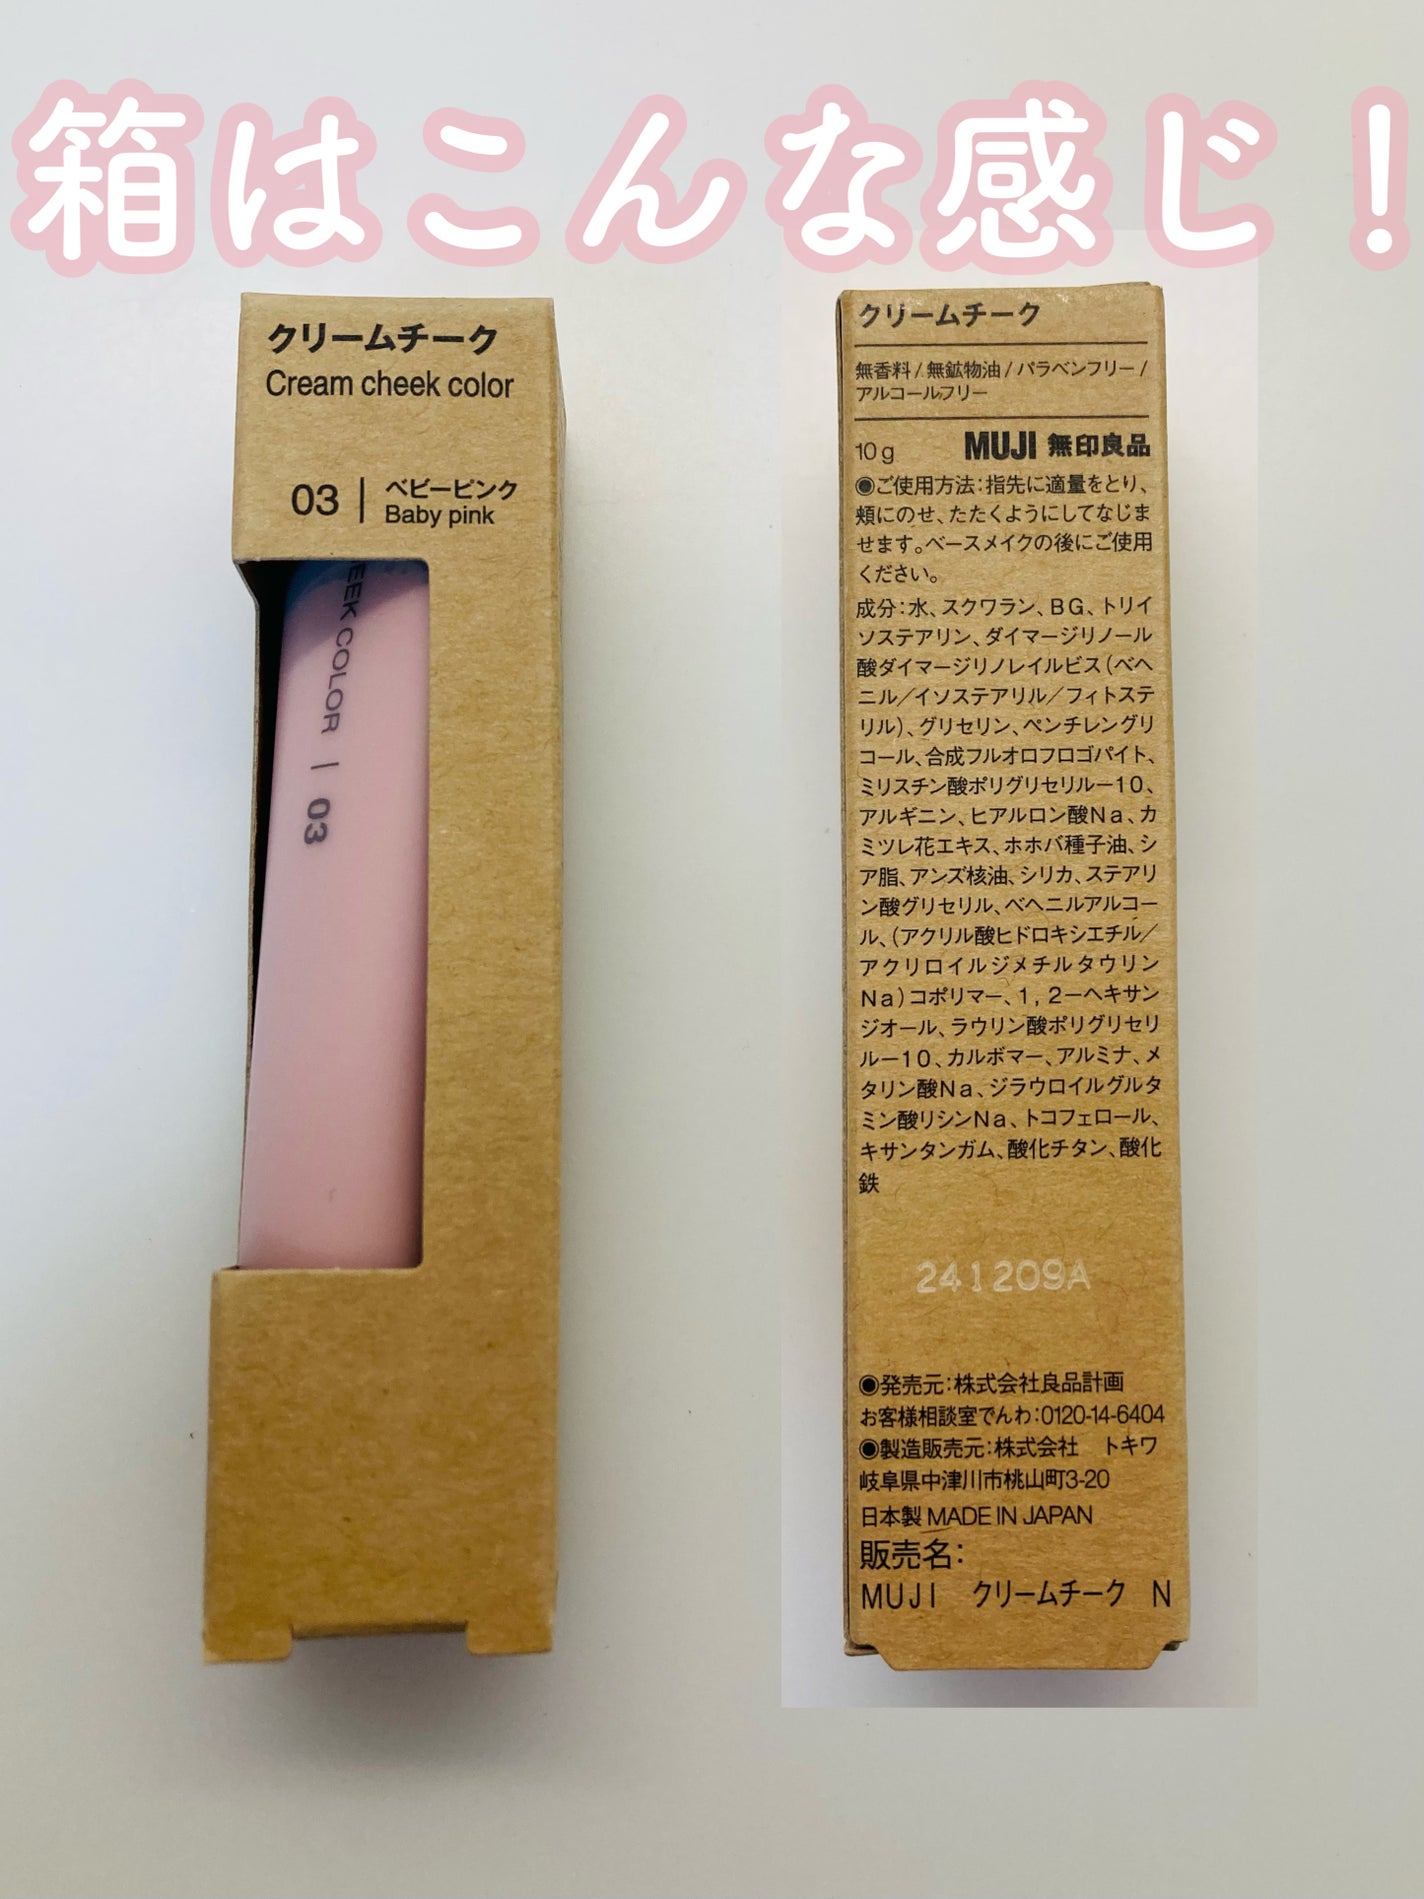 箱はこんな感じ！
クリームチーク
Cream cheek color
03 | ベビーピンク
Baby pink
EEK COLOR | 03
クリームチーク
無香料/無鉱物油/パラベンフリー/
アルコールフリー
10g MUJI 無印良品
◉ご使用方法:指先に適量をとり、
頬にのせ、たたくようにしてなじま
せます。ベースメイクの後にご使用
ください。
成分:水、スクワラン、BG、トリイ
ソステアリン、ダイマージリノール
酸ダイマージリノレイルビス(ベヘ
ニル/イソステアリル/フィトステ
リル)、グリセリン、ペンチレングリ
コール、合成フルオロフロゴパイト、
ミリスチン酸ポリグリセリル-10、
アルギニン、ヒアルロン酸Na、カ
ミツレ花エキス、ホホバ種子油、シ
ア脂、アンズ核油、シリカ、ステアリ
ン酸グリセリル、ベヘニルアルコー
ル、(アクリル酸ヒドロキシエチル/
アクリロイルジメチルタウリン
Na)コポリマー、1,2-ヘキサン
ジオール、ラウリン酸ポリグリセリ
ル-10、カルボマー、アルミナ、メ
タリン酸Na、ジラウロイルグルタ
ミン酸リシンNa、トコフェロール、
キサンタンガム、酸化チタン、酸化
鉄
241209A
◉発売元:株式会社良品計画
お客様相談室でんわ:0120-14-6404
◉製造販売元:株式会社 トキワ
岐阜県中津川市桃山町3-20
日本製 MADE IN JAPAN
販売名:
MUJI クリームチーク N